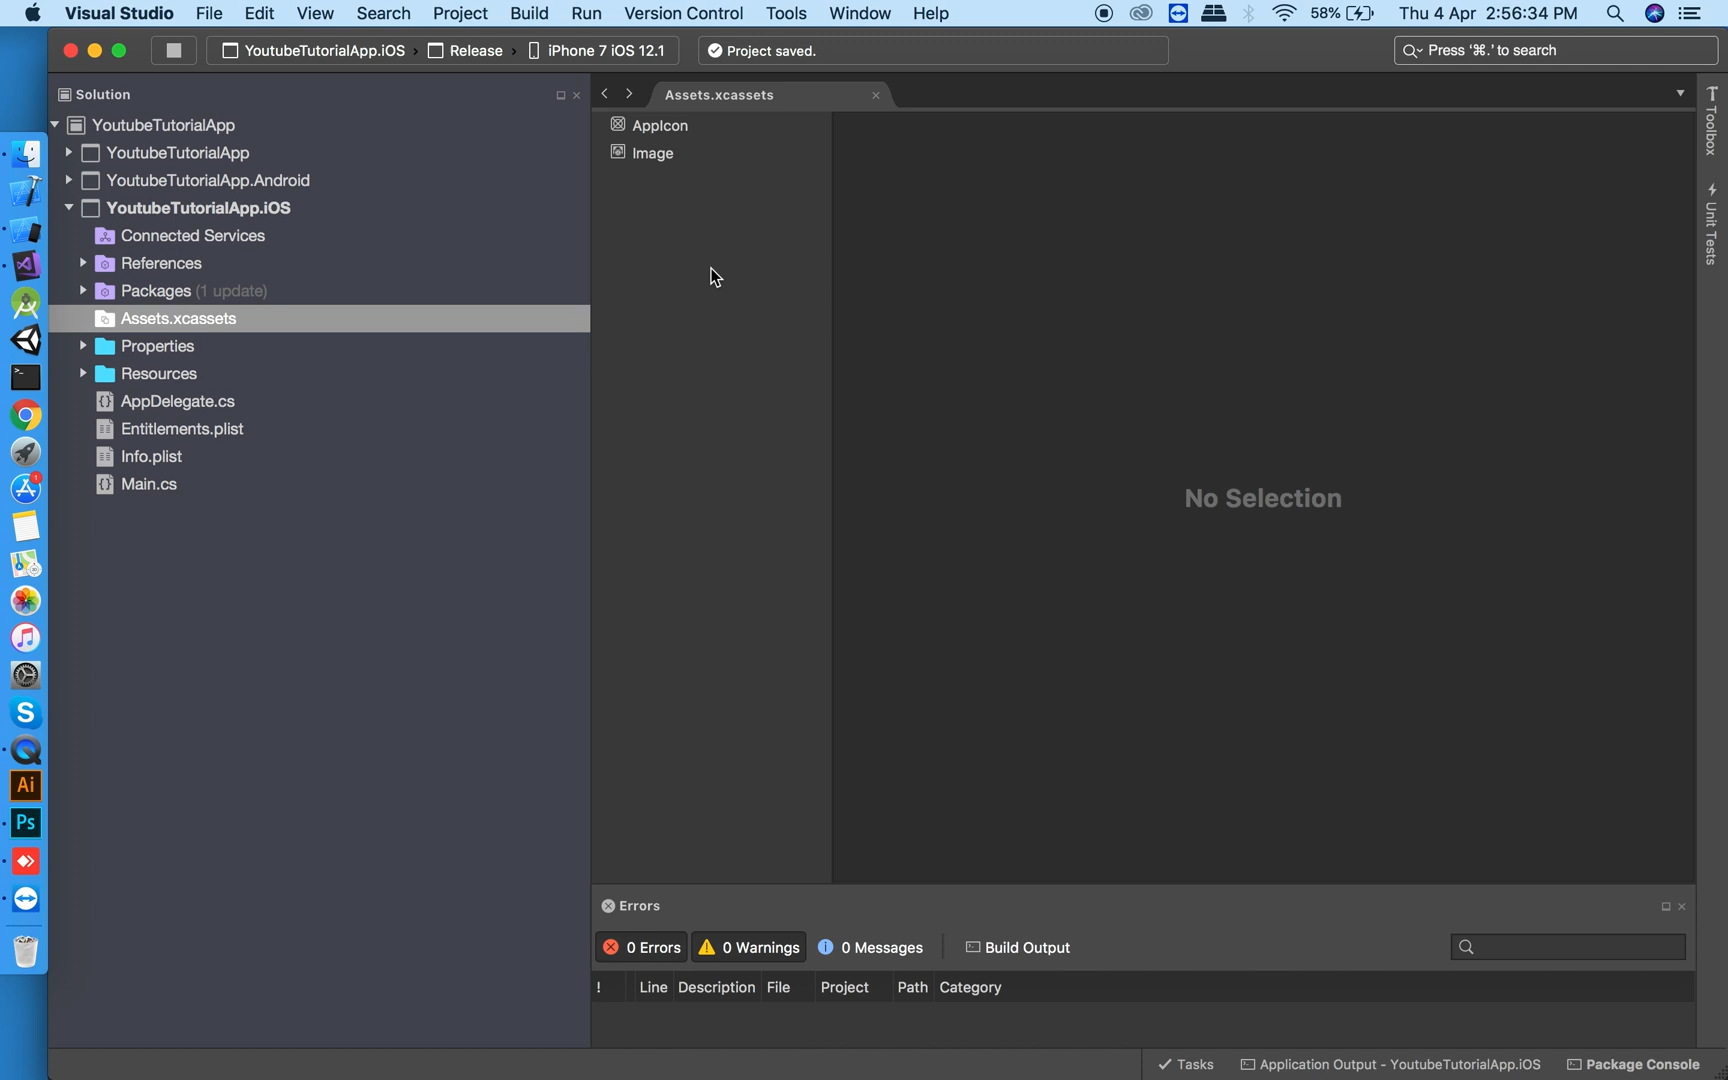 Visual Studio File Edit View Search Project Build Run Version Control Tools Window Help 58% Thu 4 Apr 2:56:34 PM
YoutubeTutorialApp.iOS › Release › iPhone 7 iOS 12.1 Project saved. Press '⌘.' to search
Solution
Assets.xcassets
YoutubeTutorialApp
YoutubeTutorialApp
YoutubeTutorialApp.Android
YoutubeTutorialApp.iOS
Connected Services
References
Packages (1 update)
Assets.xcassets
Properties
Resources
AppDelegate.cs
Entitlements.plist
Info.plist
Main.cs
AppIcon
Image
No Selection
Toolbox
Unit Tests
1
S
Ai
Ps
Errors
0 Errors 0 Warnings 0 Messages Build Output
! Line Description File Project Path Category
Tasks Application Output - YoutubeTutorialApp.iOS Package Console